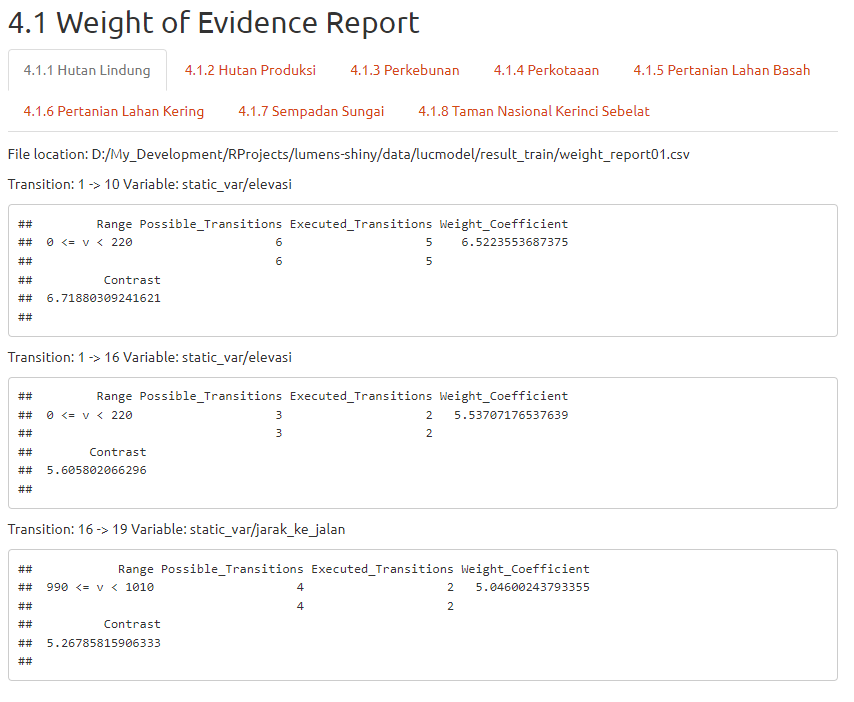 4.1 Weight of Evidence Report
4.1.1 Hutan Lindung 4.1.2 Hutan Produksi 4.1.3 Perkebunan 4.1.4 Perkotaaan 4.1.5 Pertanian Lahan Basah
4.1.6 Pertanian Lahan Kering 4.1.7 Sempadan Sungai 4.1.8 Taman Nasional Kerinci Sebelat
File location: D:/My_Development/RProjects/lumens-shiny/data/lucmodel/result_train/weight_report01.csv
Transition: 1 -> 10 Variable: static_var/elevasi
## Range Possible_Transitions Executed_Transitions Weight_Coefficient
## 0 <= v < 220 6 5 6.5223553687375
## 6 5
## Contrast
## 6.71880309241621
##
Transition: 1 -> 16 Variable: static_var/elevasi
## Range Possible_Transitions Executed_Transitions Weight_Coefficient
## 0 <= v < 220 3 2 5.53707176537639
## 3 2
## Contrast
## 5.605802066296
##
Transition: 16 -> 19 Variable: static_var/jarak_ke_jalan
## Range Possible_Transitions Executed_Transitions Weight_Coefficient
## 990 <= v < 1010 4 2 5.04600243793355
## 4 2
## Contrast
## 5.26785815906333
##